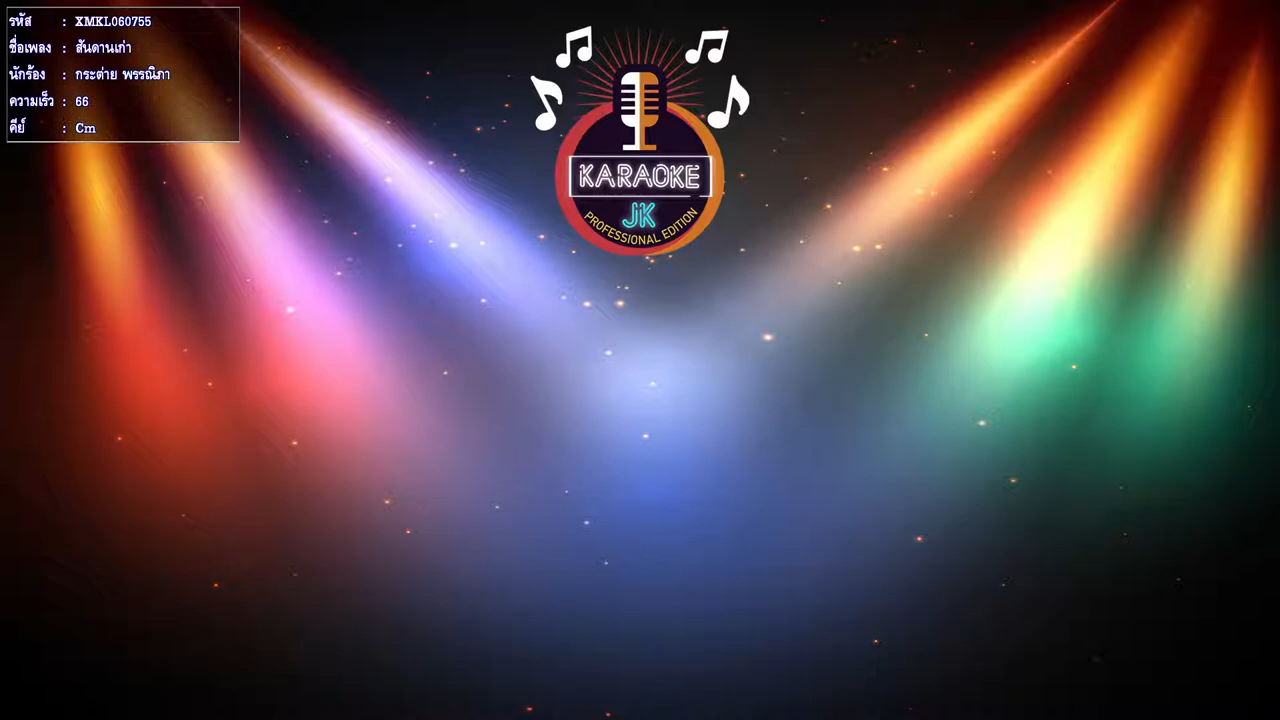 รหัส : XMKL060755
ชื่อเพลง : สันดานเก่า
นักร้อง : กระต่าย พรรณิภา
ความเร็ว : 66
คีย์ : Cm
KARAOKE
JK
PROFESSIONAL EDITION